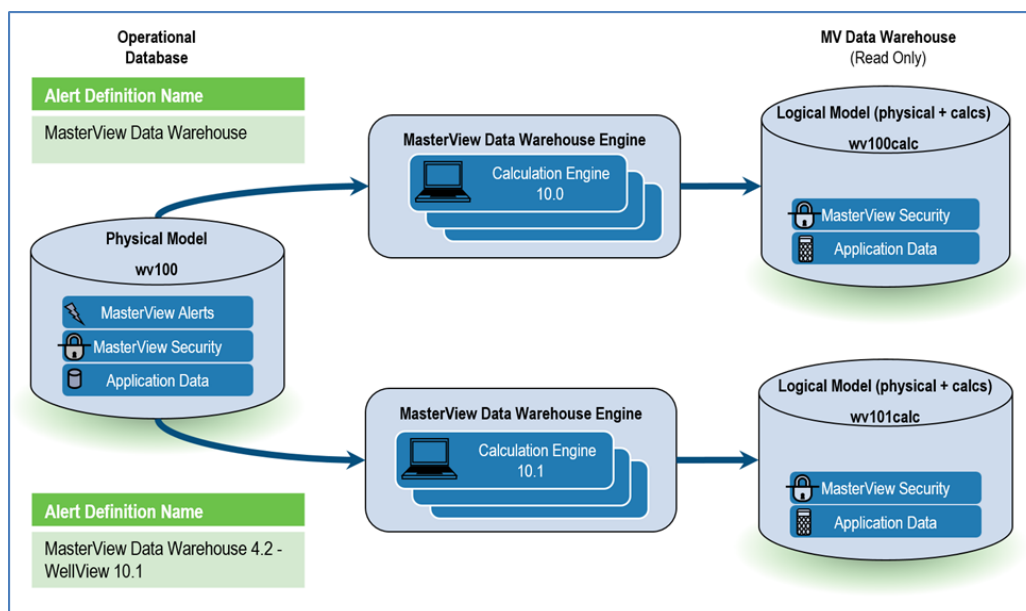 Operational
Database
Alert Definition Name
MasterView Data Warehouse
Physical Model
wv100
MasterView Alerts
MasterView Security
Application Data
Alert Definition Name
MasterView Data Warehouse 4.2 -
WellView 10.1
MasterView Data Warehouse Engine
Calculation Engine
10.0
MasterView Data Warehouse Engine
Calculation Engine
10.1
MV Data Warehouse
(Read Only)
Logical Model (physical + calcs)
wv100calc
MasterView Security
Application Data
Logical Model (physical + calcs)
wv101calc
MasterView Security
Application Data